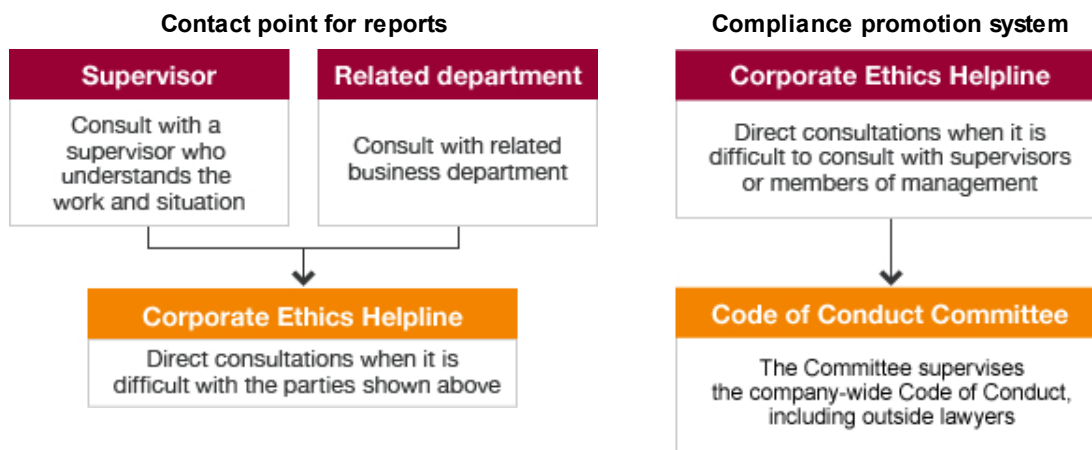 Contact point for reports
Supervisor
Consult with a
supervisor who
understands the
work and situation
Related department
Consult with related
business department
Corporate Ethics Helpline
Direct consultations when it is
difficult with the parties shown above
Compliance promotion system
Corporate Ethics Helpline
Direct consultations when it is
difficult to consult with supervisors
or members of management
Code of Conduct Committee
The Committee supervises
the company-wide Code of Conduct,
including outside lawyers